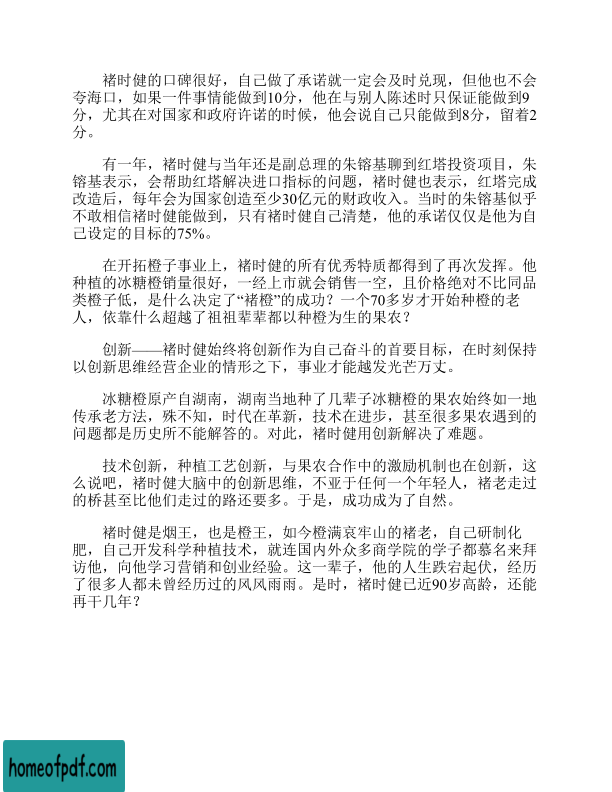 褚时健的口碑很好，自己做了承诺就一定会及时兑现，但他也不会
夸海口，如果一件事情能做到10分，他在与别人陈述时只保证能做到9
分，尤其在对国家和政府许诺的时候，他会说自己只能做到8分，留着2
分。
有一年，褚时健与当年还是副总理的朱镕基聊到红塔投资项目，朱
镕基表示，会帮助红塔解决进口指标的问题，褚时健也表示，红塔完成
改造后，每年会为国家创造至少30亿元的财政收入。当时的朱镕基似乎
不敢相信褚时健能做到，只有褚时健自己清楚，他的承诺仅仅是他为自
己设定的目标的75%。
在开拓橙子事业上，褚时健的所有优秀特质都得到了再次发挥。他
种植的冰糖橙销量很好，一经上市就会销售一空，且价格绝对不比同品
类橙子低，是什么决定了“褚橙”的成功？一个70多岁才开始种橙的老
人，依靠什么超越了祖祖辈辈都以种橙为生的果农？
创新——褚时健始终将创新作为自己奋斗的首要目标，在时刻保持
以创新思维经营企业的情形之下，事业才能越发光芒万丈。
冰糖橙原产自湖南，湖南当地种了几辈子冰糖橙的果农始终如一地
传承老方法，殊不知，时代在革新，技术在进步，甚至很多果农遇到的
问题都是历史所不能解答的。对此，褚时健用创新解决了难题。
技术创新，种植工艺创新，与果农合作中的激励机制也在创新，这
么说吧，褚时健大脑中的创新思维，不亚于任何一个年轻人，褚老走过
的桥甚至比他们走过的路还要多。于是，成功成为了自然。
褚时健是烟王，也是橙王，如今橙满哀牢山的褚老，自己研制化
肥，自己开发科学种植技术，就连国内外众多商学院的学子都慕名来拜
访他，向他学习营销和创业经验。这一辈子，他的人生跌宕起伏，经历
了很多人都未曾经历过的风风雨雨。是时，褚时健已近90岁高龄，还能
再干几年？
homeofpdf.com